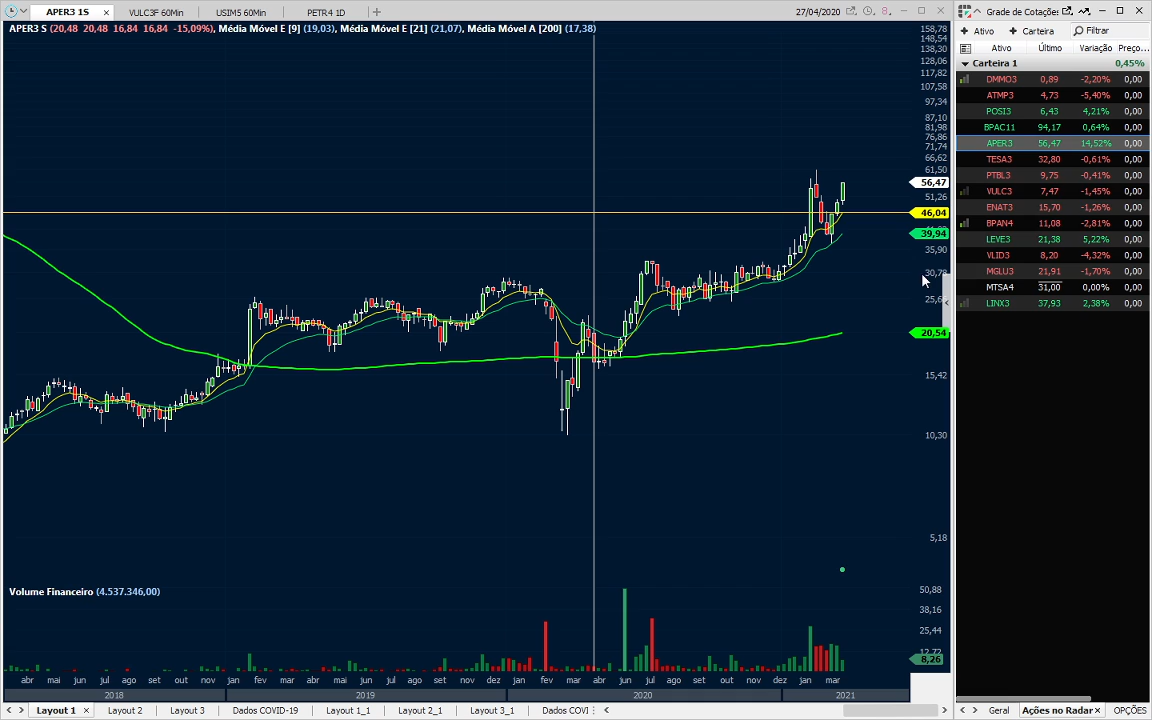 APER3 1S
VULC3F 60Min
USIM5 60Min
PETR4 1D
27/04/2020
APER3 S (20,48 20,48 16,84 16,84 -15,09%), Média Móvel E [9] (19,03), Média Móvel E [21] (21,07), Média Móvel A [200] (17,38)
158,78
148,54
138,30
128,06
117,82
107,58
97,34
87,10
81,98
76,86
71,74
66,62
61,50
56,47
51,26
46,04
39,94
35,90
30,78
20,54
15,42
10,30
5,18
Volume Financeiro (4.537.346,00)
50,88
38,16
25,44
12,72
8,26
abr mai jun jul ago set out nov fev mar abr mai jun jul ago set out nov dez jan fev mar abr jun jul ago set out nov dez jan mar
2018 2019 2020 2021
Layout 1
Layout 2
Layout 3
Dados COVID-19
Layout 1_1
Layout 2_1
Layout 3_1
Dados COVI
Grade de Cotações
Ativo Carteira Filtrar
Ativo Último Variação Preço...
Carteira 1 0,45%
DMMO3 0,89 -2,20% 0,00
ATMP3 4,73 -5,40% 0,00
POSI3 6,43 4,21% 0,00
BPAC11 94,17 0,64% 0,00
APER3 56,47 14,52% 0,00
TESA3 32,80 -0,61% 0,00
PTBL3 9,75 -0,41% 0,00
VULC3 7,47 -1,45% 0,00
ENAT3 15,70 -1,26% 0,00
BPAN4 11,08 -2,81% 0,00
LEVE3 21,38 5,22% 0,00
VLID3 8,20 -4,32% 0,00
MGLU3 21,91 -1,70% 0,00
MTSA4 31,00 0,00% 0,00
LINX3 37,93 2,38% 0,00
Geral
Ações no Radar
OPÇÕES